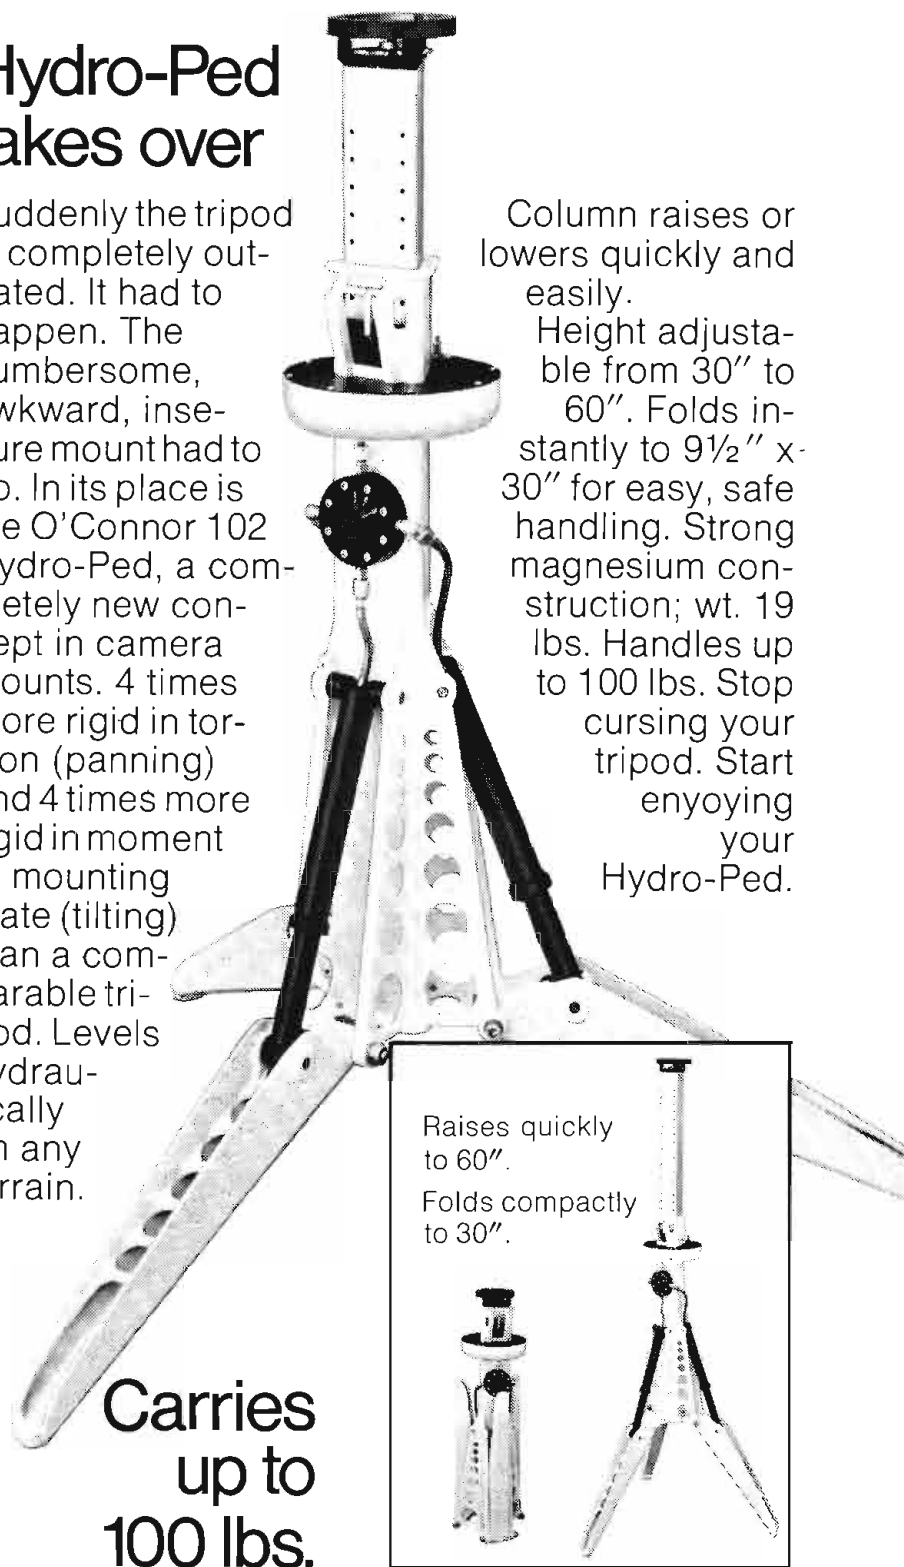 Hydro-Ped
akes over
uddenly the tripod
completely out-
ated. It had to
appen. The
umbersome,
wkward, inse-
ure mount had to
o. In its place is
e O'Connor 102
ydro-Ped, a com-
etely new con-
ept in camera
ounts. 4 times
ore rigid in tor-
on (panning)
nd 4 times more
gid in moment
mounting
ate (tilting)
an a com-
arable tri-
od. Levels
ydrau-
cally
n any
rrain.
Column raises or
lowers quickly and
easily.
Height adjusta-
ble from 30" to
60". Folds in-
stantly to 9½" x
30" for easy, safe
handling. Strong
magnesium con-
struction; wt. 19
lbs. Handles up
to 100 lbs. Stop
cursing your
tripod. Start
enyoying
your
Hydro-Ped.
Raises quickly
to 60".
Folds compactly
to 30".
Carries
up to
100 lbs.